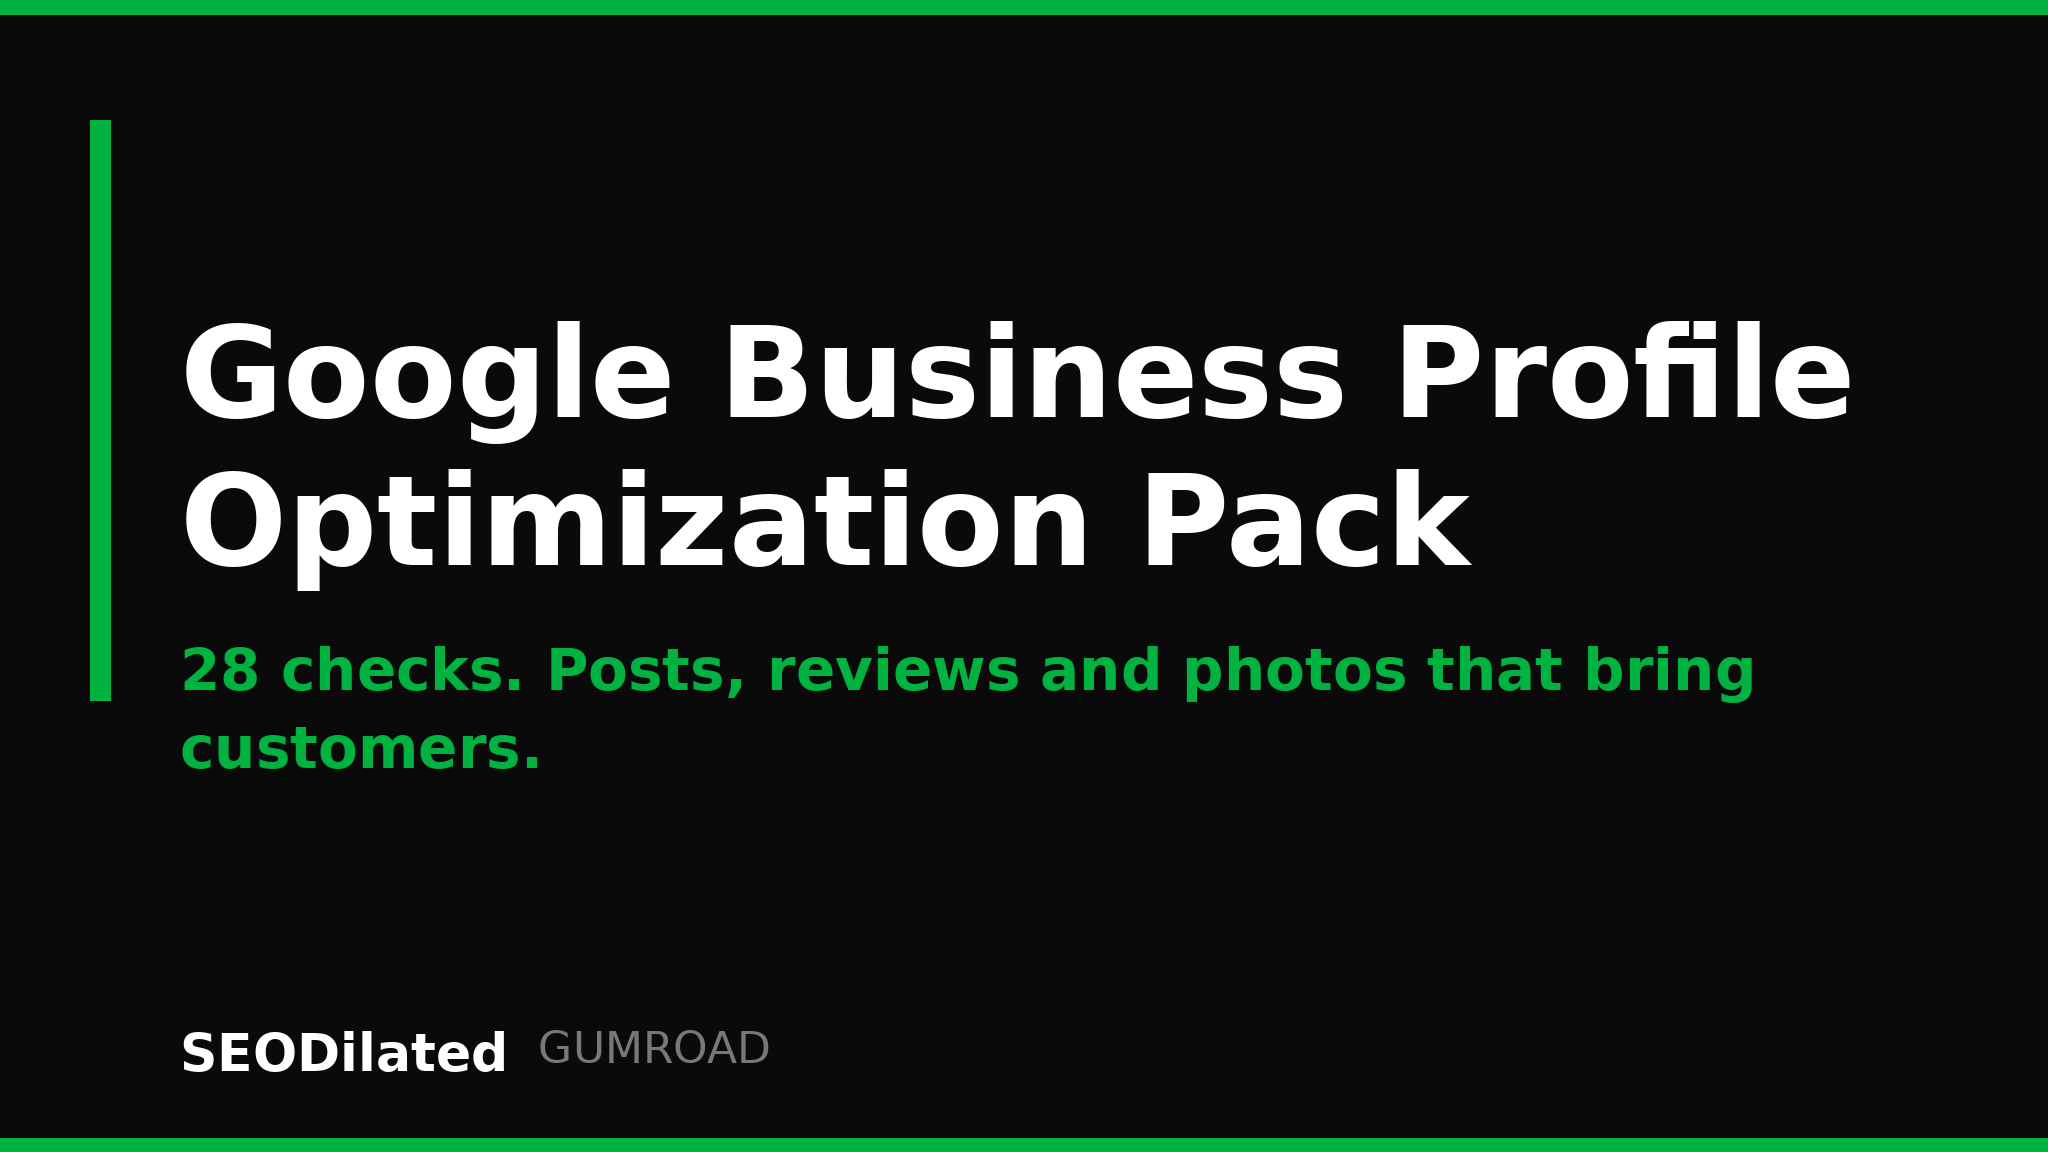 Google Business Profile
Optimization Pack
28 checks. Posts, reviews and photos that bring
customers.
SEODilated GUMROAD